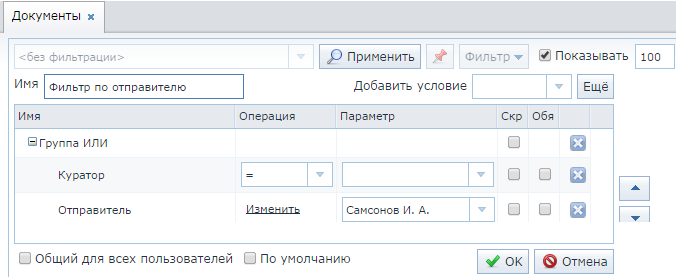 Документы
<без фильтрации> Применить Фильтр Показывать 100
Имя Фильтр по отправителю Добавить условие Ещё
Имя Операция Параметр Скр Обя
Группа ИЛИ
Куратор =
Отправитель Изменить Самсонов И. А.
Общий для всех пользователей По умолчанию OK Отмена